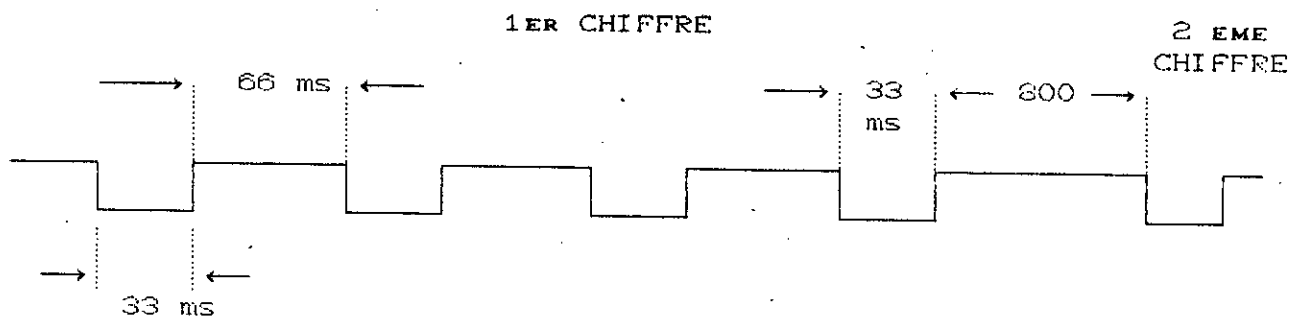 1ER CHIFFRE
2 EME
CHIFFRE
66 ms
33
ms
800
33 ms